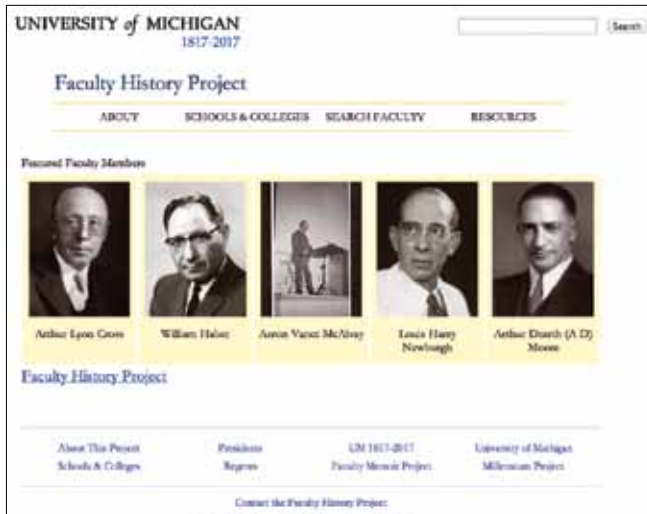 UNIVERSITY of MICHIGAN
1817-2017
Search
Faculty History Project
ABOUT SCHOOLS & COLLEGES SEARCH FACULTY RESOURCES
Featured Faculty Members
Arthur Lyon Cross William Haber Aaron Vance McAlvay Louis Harry Arthur Dearth (A D)
Newburgh Moore
Faculty History Project
About This Project Presidents UM 1817-2017 University of Michigan
Schools & Colleges Regents Faculty Memoir Project Millennium Project
Contact the Faculty History Project